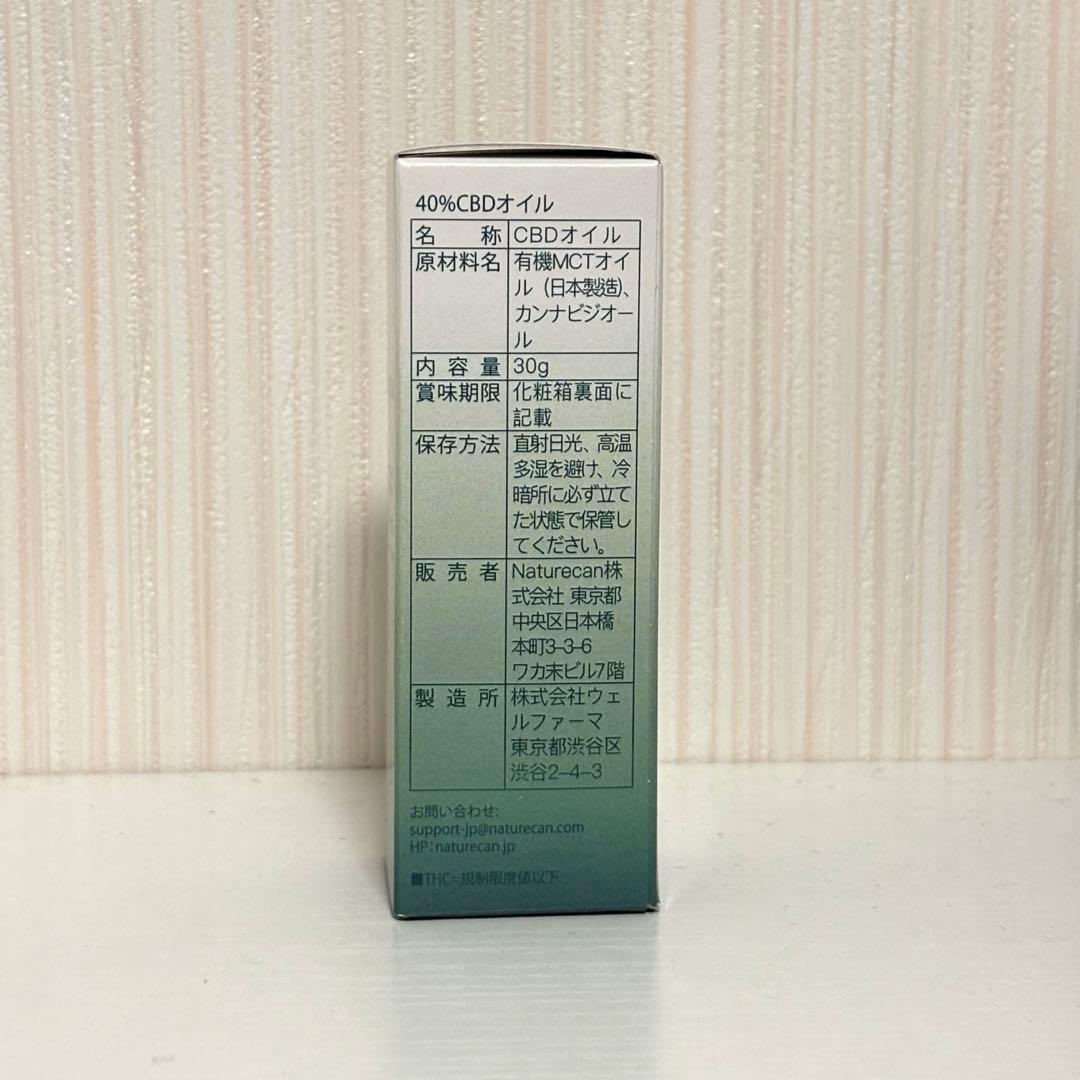 40%CBDオイル
名 称 CBDオイル
原材料名 有機MCTオイ
ル（日本製造）、
カンナビジオー
ル
内容量 30g
賞味期限 化粧箱裏面に
記載
保存方法 直射日光、高温
多湿を避け、冷
暗所に必ず立て
た状態で保管し
てください。
販売者 Naturecan株
式会社 東京都
中央区日本橋
本町3-3-6
ワカ末ビル7階
製造所 株式会社ウェ
ルファーマ
東京都渋谷区
渋谷2-4-3
お問い合わせ:
support-jp@naturecan.com
HP:naturecan.jp
■THC=規制限度値以下